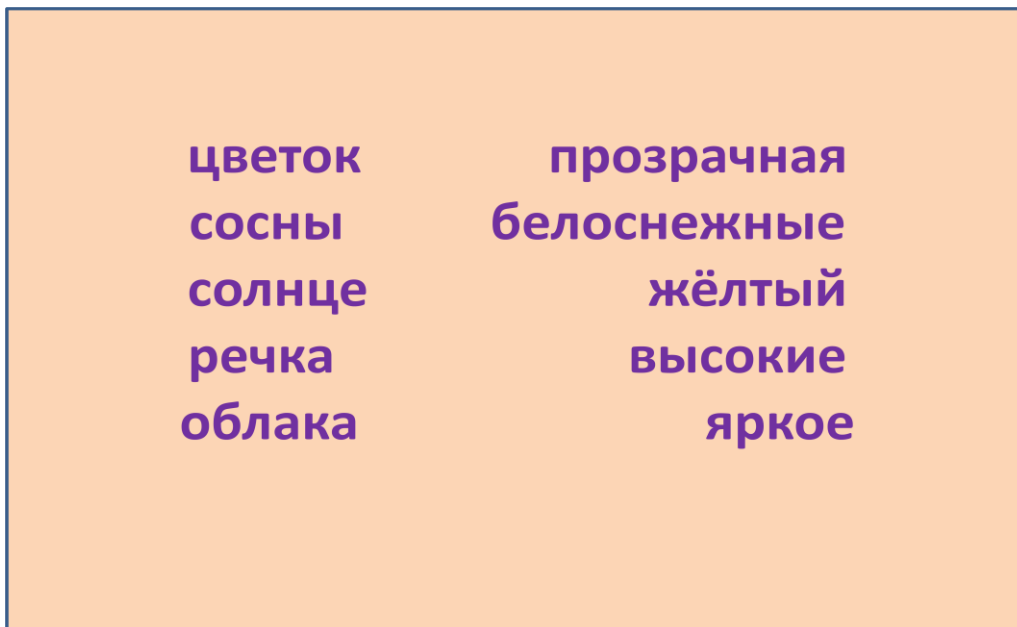 цветок прозрачная
сосны белоснежные
солнце жёлтый
речка высокие
облака яркое